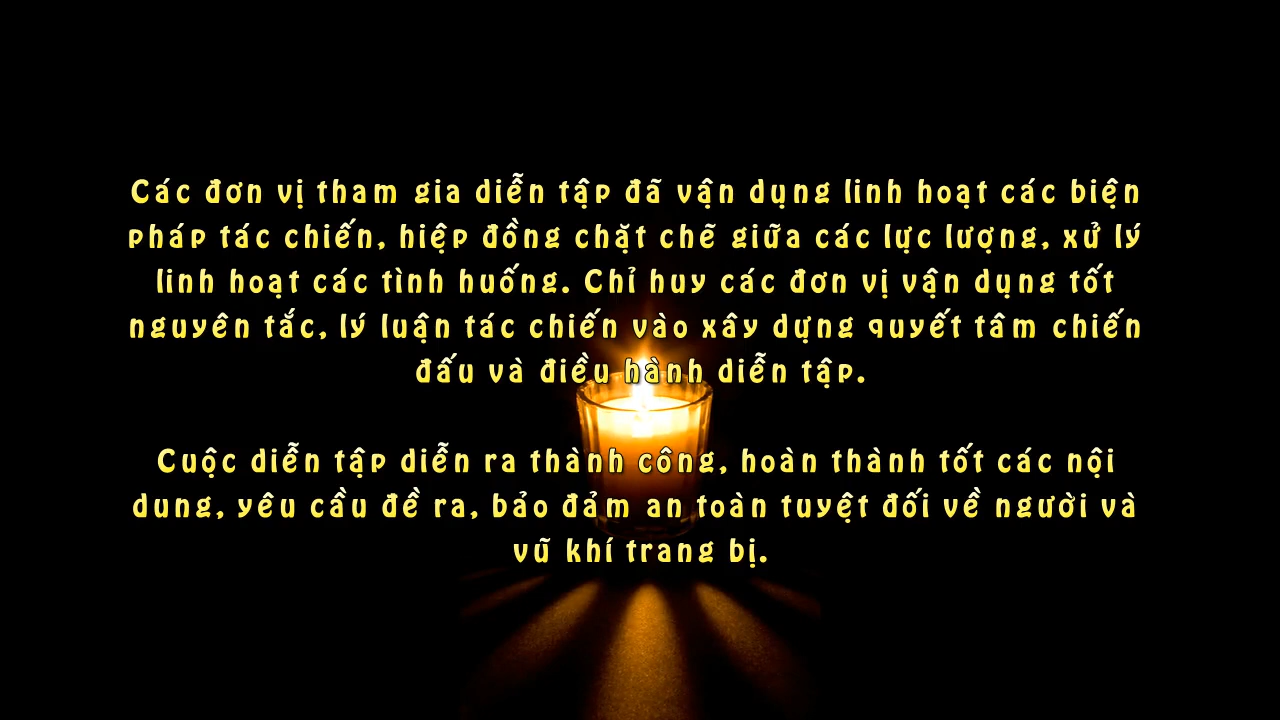 Các đơn vị tham gia diễn tập đã vận dụng linh hoạt các biện
pháp tác chiến, hiệp đồng chặt chẽ giữa các lực lượng, xử lý
linh hoạt các tình huống. Chỉ huy các đơn vị vận dụng tốt
nguyên tắc, lý luận tác chiến vào xây dựng quyết tâm chiến
đấu và điều hành diễn tập.
Cuộc diễn tập diễn ra thành công, hoàn thành tốt các nội
dung, yêu cầu đề ra, bảo đảm an toàn tuyệt đối về người và
vũ khí trang bị.